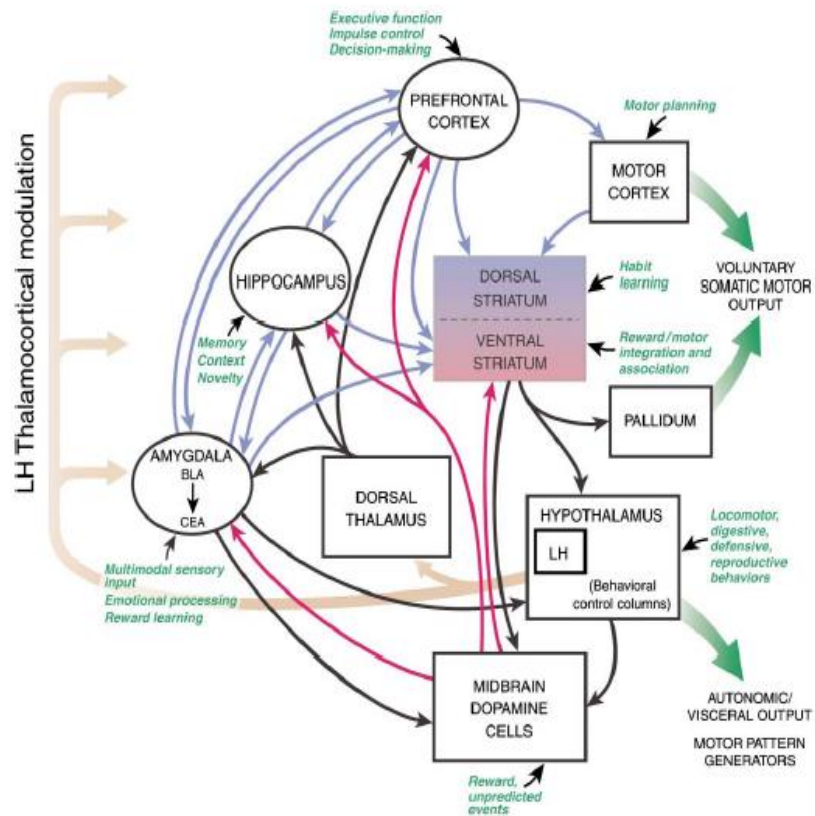 Executive function
Impulse control
Decision-making
PREFRONTAL
CORTEX
Motor planning
MOTOR
CORTEX
LH Thalamocortical modulation
HIPPOCAMPUS
Memory
Context
Novelty
DORSAL
STRIATUM
VENTRAL
STRIATUM
Habit
learning
Reward/motor
integration and
association
VOLUNTARY
SOMATIC MOTOR
OUTPUT
PALLIDUM
AMYGDALA
BLA
CEA
DORSAL
THALAMUS
HYPOTHALAMUS
LH
(Behavioral
control columns)
Locomotor,
digestive,
defensive,
reproductive
behaviors
Multimodal sensory
input
Emotional processing
Reward learning
MIDBRAIN
DOPAMINE
CELLS
AUTONOMIC/
VISCERAL OUTPUT
MOTOR PATTERN
GENERATORS
Reward,
unpredicted
events